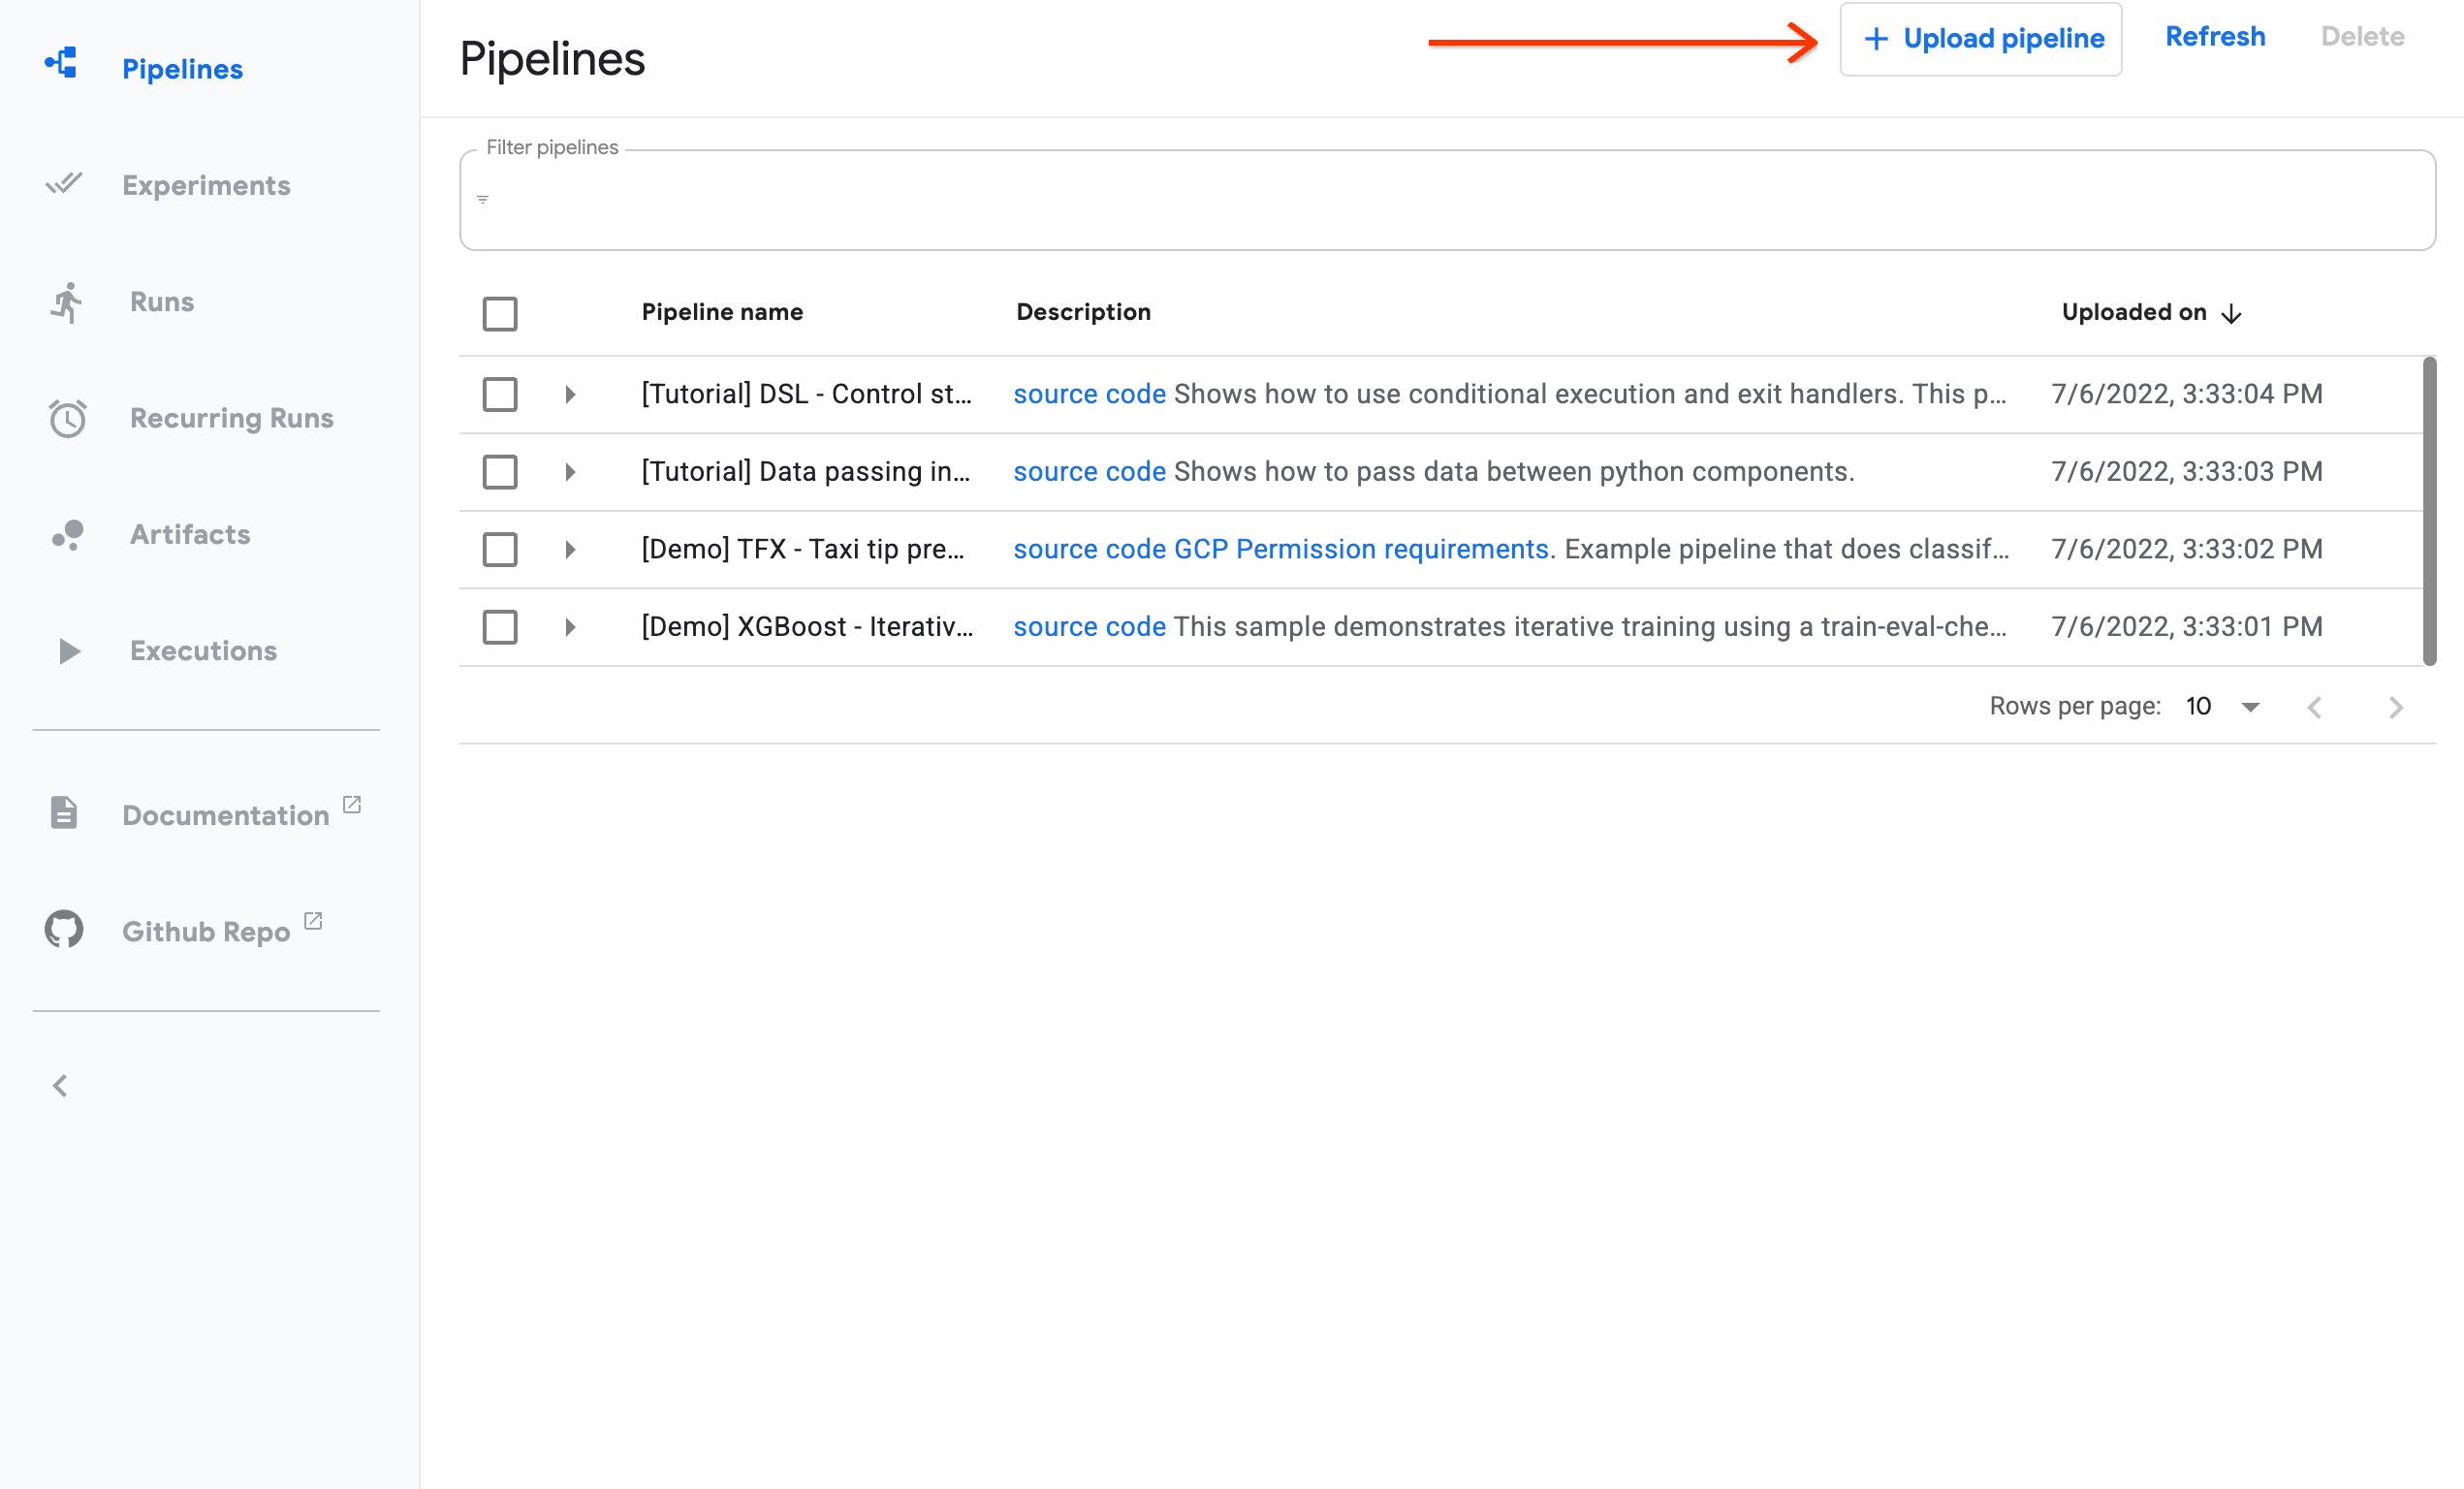 Pipelines
Experiments
Runs
Recurring Runs
Artifacts
Executions
Documentation
Github Repo
Pipelines
+ Upload pipeline Refresh Delete
Filter pipelines
Pipeline name Description Uploaded on
[Tutorial] DSL - Control st... source code Shows how to use conditional execution and exit handlers. This p... 7/6/2022, 3:33:04 PM
[Tutorial] Data passing in... source code Shows how to pass data between python components. 7/6/2022, 3:33:03 PM
[Demo] TFX - Taxi tip pre... source code GCP Permission requirements. Example pipeline that does classif... 7/6/2022, 3:33:02 PM
[Demo] XGBoost - Iterativ... source code This sample demonstrates iterative training using a train-eval-che... 7/6/2022, 3:33:01 PM
Rows per page: 10